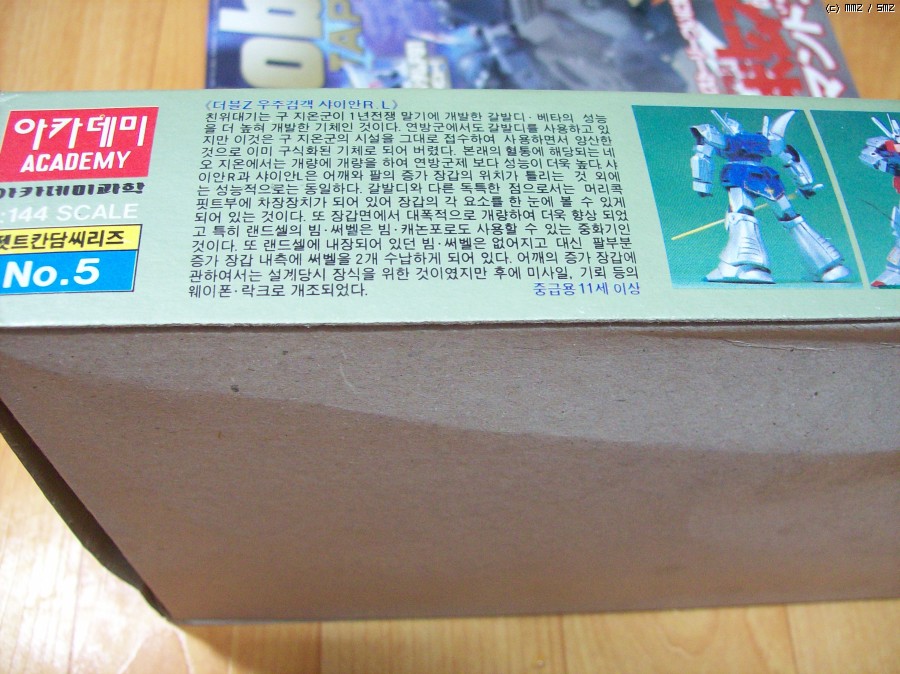 (c) mmz / smz
ob
JAP
아카데미
ACADEMY
아카데미과학
:144 SCALE
펫트칸담씨리즈
No.5
《더블Z 우주검객 샤이안R.L》
친위대기는 구 지온군이 1년전쟁 말기에 개발한 갈발디·베타의 성능
을 더 높혀 개발한 기체인 것이다. 연방군에서도 갈발디를 사용하고 있
지만 이것은 구 지온군의 시설을 그대로 접수하여 사용하면서 양산한
것으로 이미 구식화된 기체로 되어 버렸다. 본래의 혈통에 해당되는 네
오 지온에서는 개량에 개량을 하여 연방군제 보다 성능이 더욱 높다. 샤
이안R과 샤이안L은 어깨와 팔의 증가 장갑의 위치가 틀리는 것 외에
는 성능적으로는 동일하다. 갈발디와 다른 독특한 점으로서는 머리콕
핏트부에 차장장치가 되어 있어 장갑의 각 요소를 한 눈에 볼 수 있게
되어 있는 것이다. 또 장갑면에서 대폭적으로 개량하여 더욱 향상 되었
고 특히 랜드셀의 빔·써벨은 빔·캐논포로도 사용할 수 있는 중화기인
것이다. 또 랜드셀에 내장되어 있던 빔·써벨은 없어지고 대신 팔부분
증가 장갑 내측에 써벨을 2개 수납하게 되어 있다. 어깨의 증가 장갑에
관하여서는 설계당시 장식을 위한 것이였지만 후에 미사일, 기뢰 등의
웨이폰·락크로 개조되었다.
중급용 11세 이상